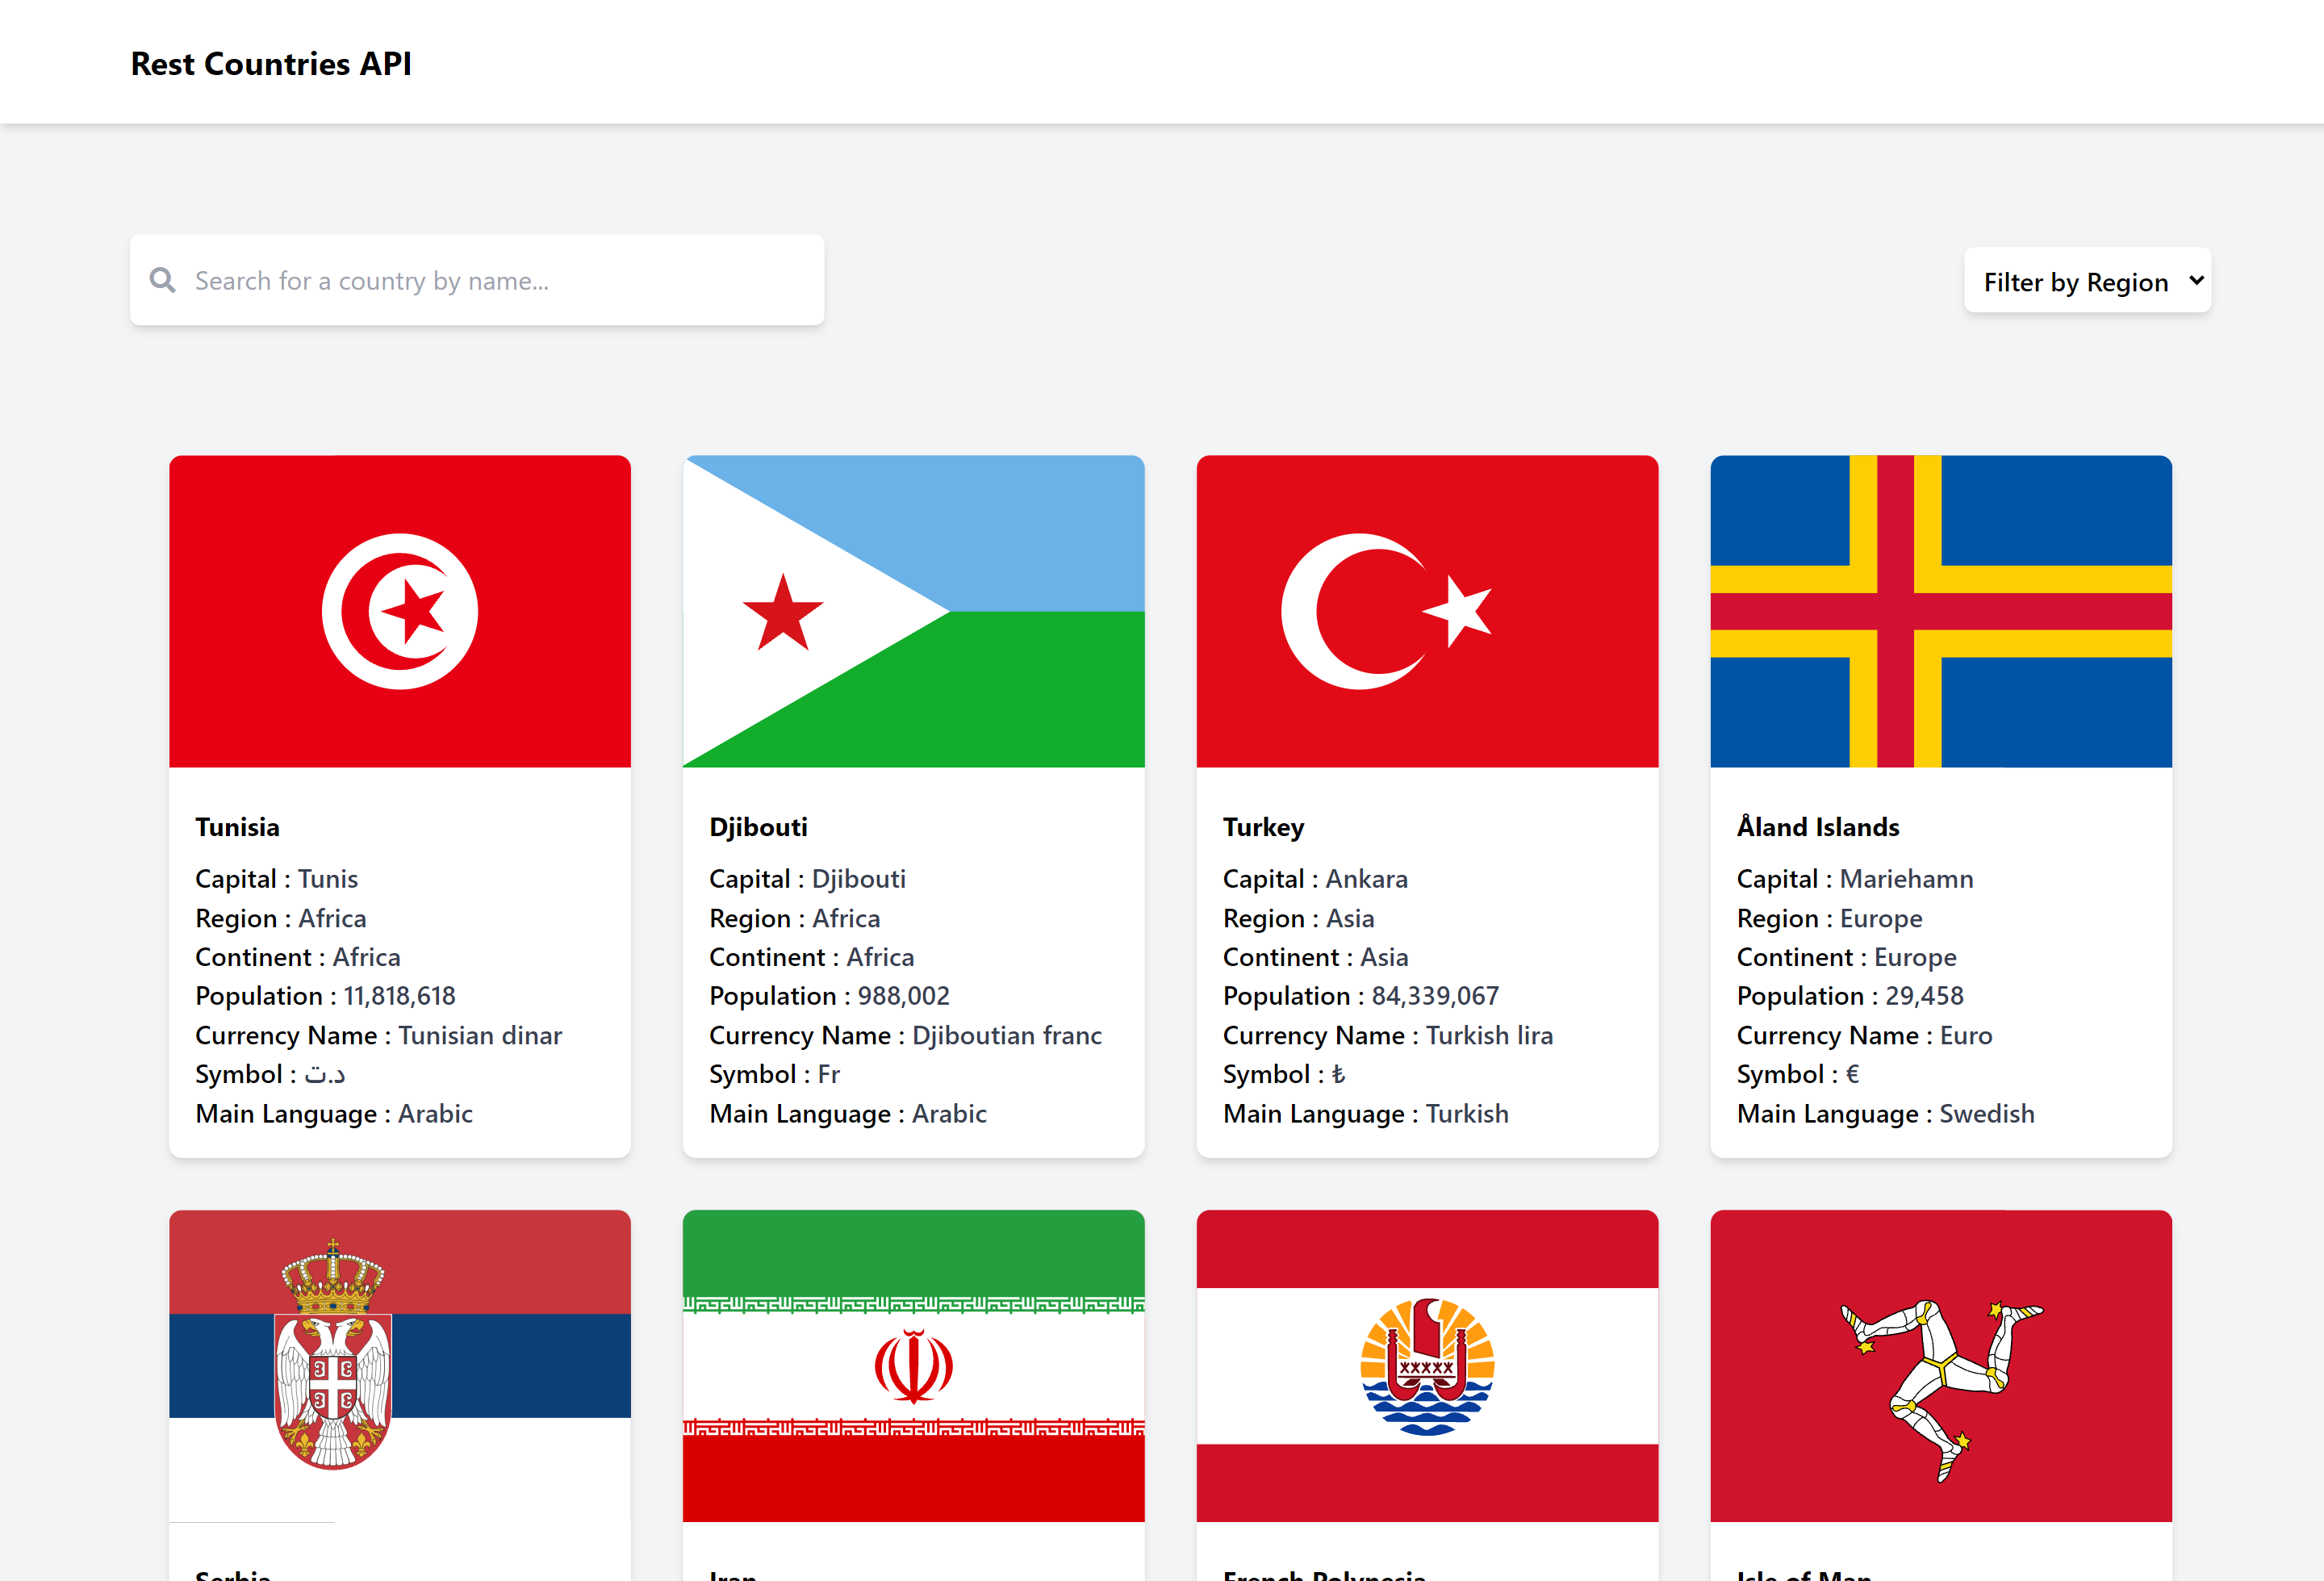 Rest Countries API
Search for a country by name...
Filter by Region
Tunisia
Capital : Tunis
Region : Africa
Continent : Africa
Population : 11,818,618
Currency Name : Tunisian dinar
Symbol : د.ت
Main Language : Arabic
Djibouti
Capital : Djibouti
Region : Africa
Continent : Africa
Population : 988,002
Currency Name : Djiboutian franc
Symbol : Fr
Main Language : Arabic
Turkey
Capital : Ankara
Region : Asia
Continent : Asia
Population : 84,339,067
Currency Name : Turkish lira
Symbol : ₺
Main Language : Turkish
Åland Islands
Capital : Mariehamn
Region : Europe
Continent : Europe
Population : 29,458
Currency Name : Euro
Symbol : €
Main Language : Swedish
Serbia
Iran
French Polynesia
Isle of Man